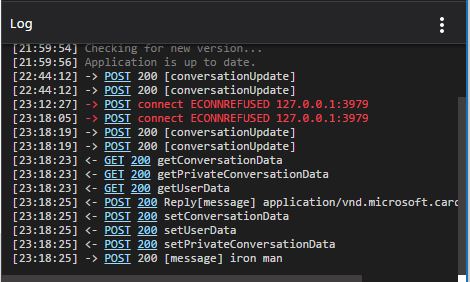 Log
[21:59:54] Checking for new version...
[21:59:56] Application is up to date.
[22:44:12] -> POST 200 [conversationUpdate]
[22:44:12] -> POST 200 [conversationUpdate]
[23:12:27] -> POST connect ECONNREFUSED 127.0.0.1:3979
[23:18:05] -> POST connect ECONNREFUSED 127.0.0.1:3979
[23:18:19] -> POST 200 [conversationUpdate]
[23:18:19] -> POST 200 [conversationUpdate]
[23:18:23] <- GET 200 getConversationData
[23:18:23] <- GET 200 getPrivateConversationData
[23:18:23] <- GET 200 getUserData
[23:18:25] <- POST 200 Reply[message] application/vnd.microsoft.card
[23:18:25] <- POST 200 setConversationData
[23:18:25] <- POST 200 setUserData
[23:18:25] <- POST 200 setPrivateConversationData
[23:18:25] -> POST 200 [message] iron man